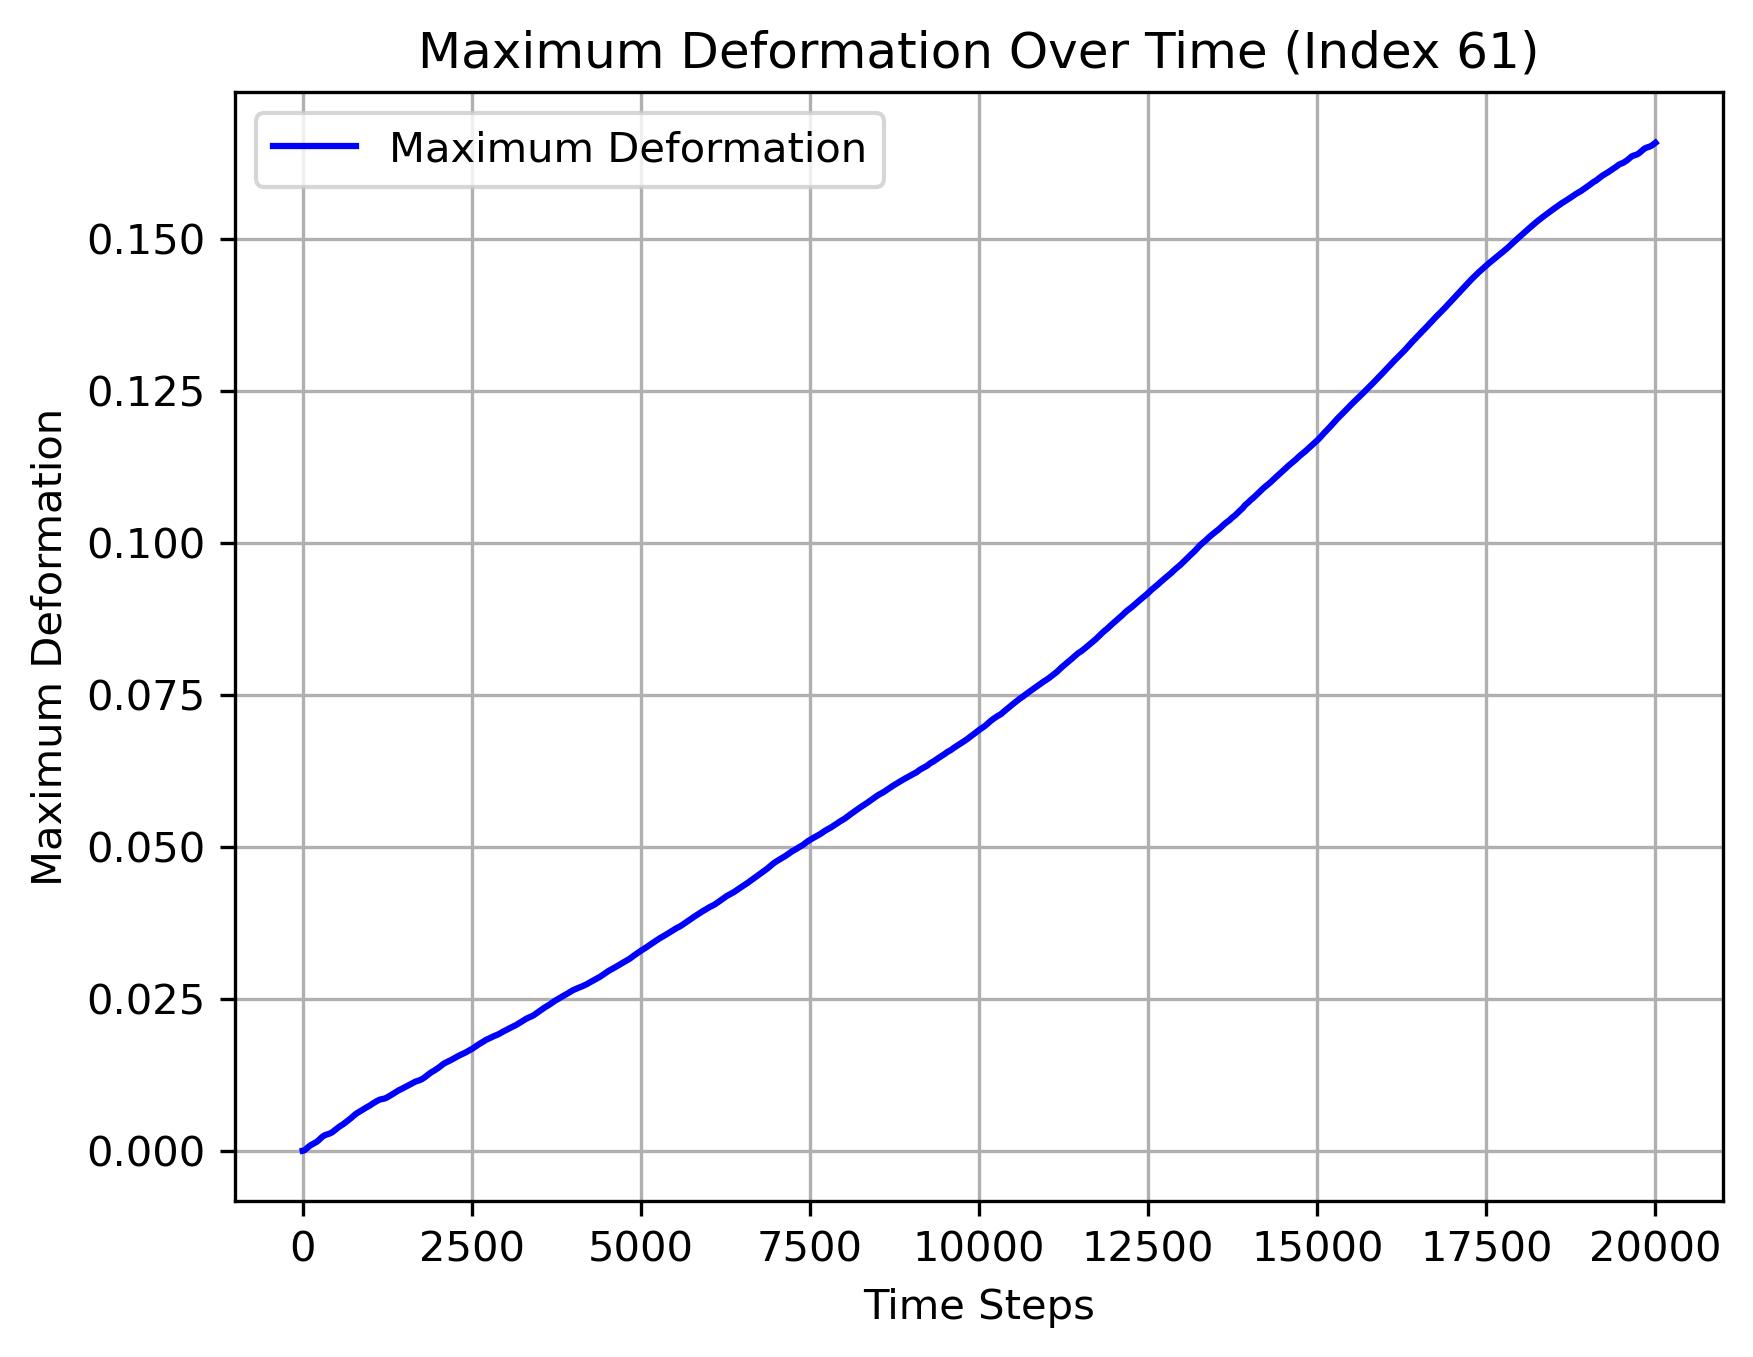 Maximum Deformation Over Time (Index 61)
Maximum Deformation
Maximum Deformation
0.150
0.125
0.100
0.075
0.050
0.025
0.000
0 2500 5000 7500 10000 12500 15000 17500 20000
Time Steps